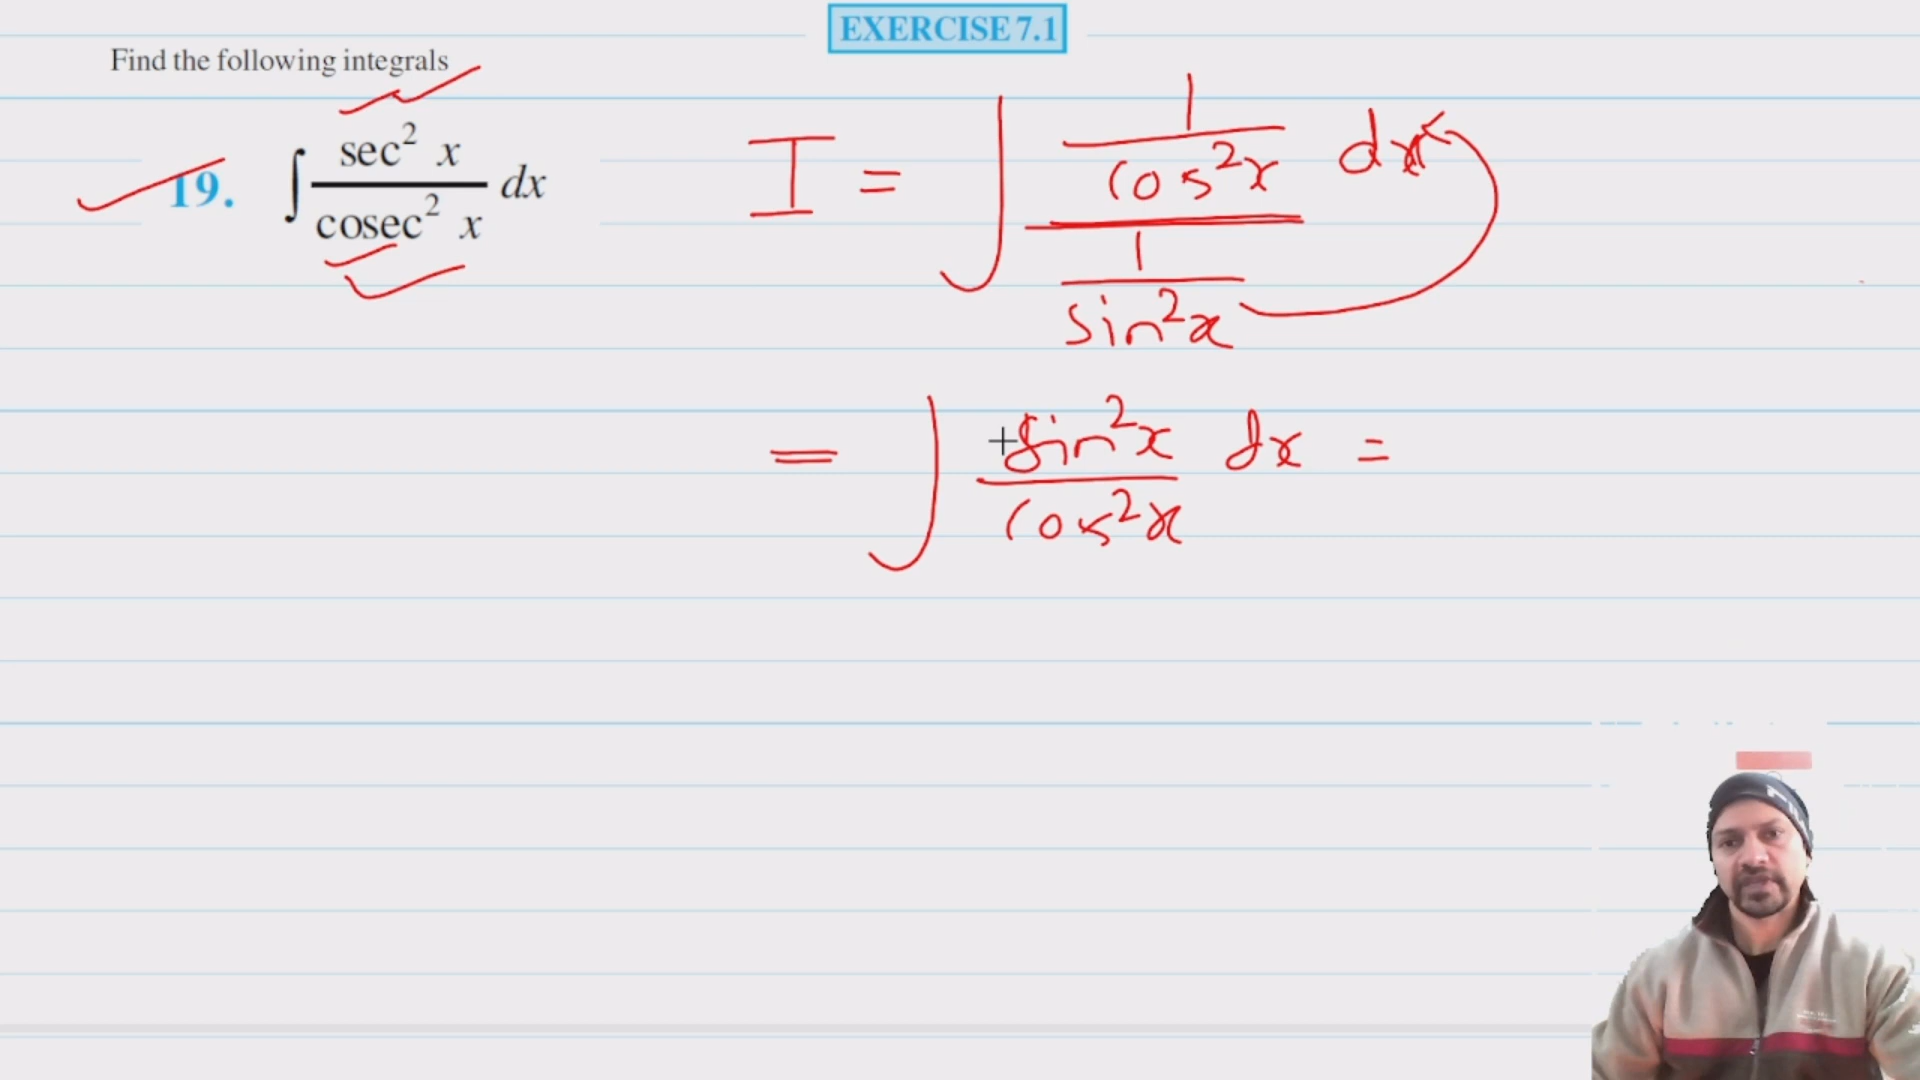 EXERCISE 7.1
Find the following integrals
19. ∫ sec² x / cosec² x dx
I = ∫ (1 / cos²x) / (1 / sin²x) dx
= ∫ sin²x / cos²x dx =